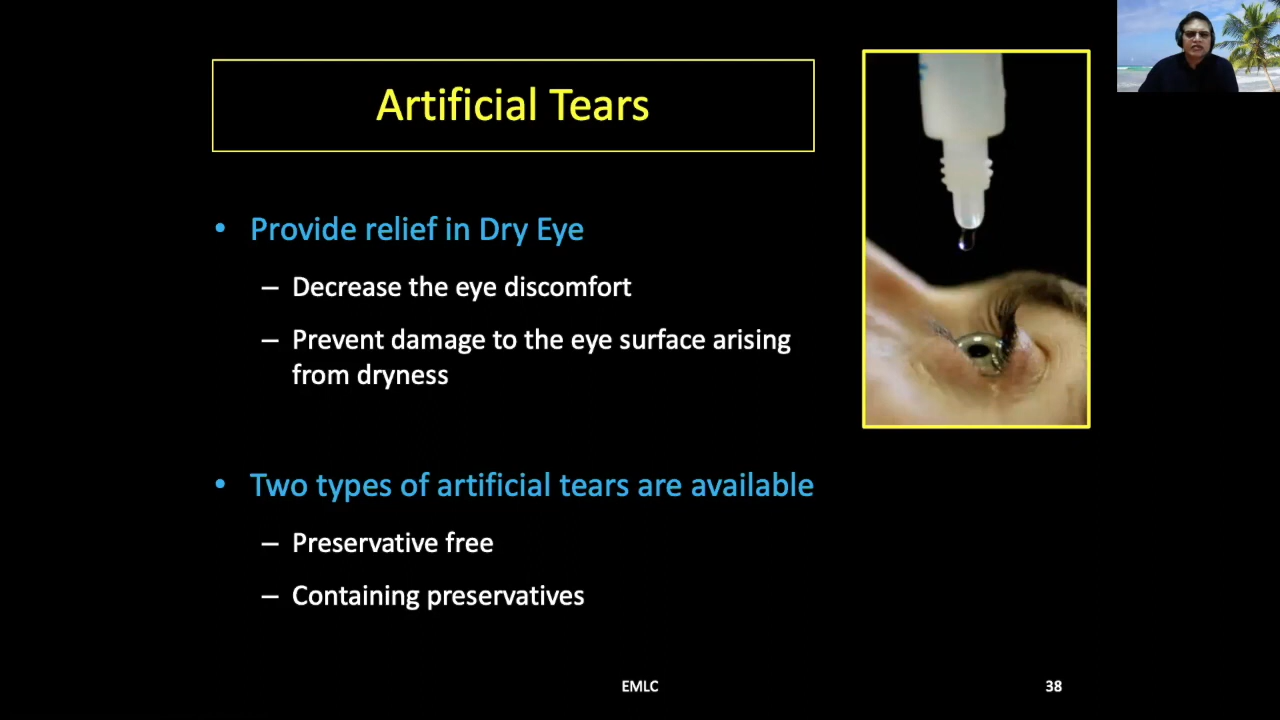 Artificial Tears
• Provide relief in Dry Eye
– Decrease the eye discomfort
– Prevent damage to the eye surface arising
from dryness
• Two types of artificial tears are available
– Preservative free
– Containing preservatives
EMLC
38